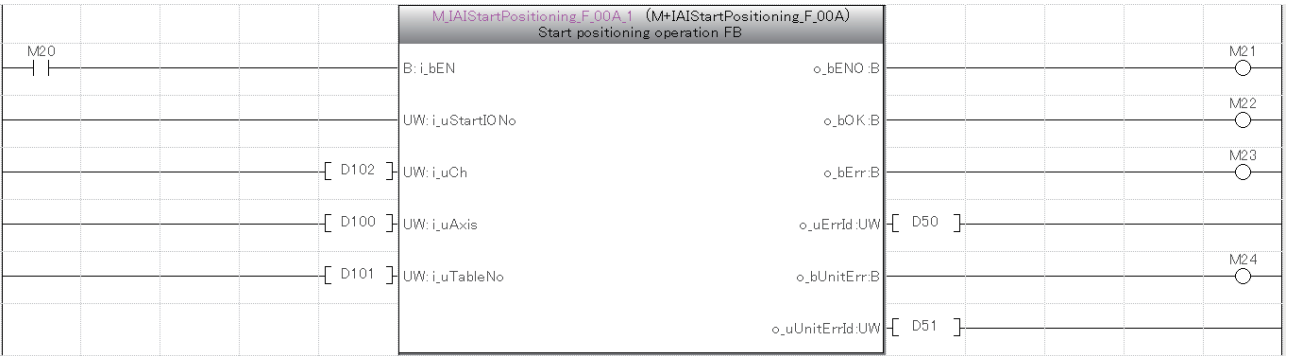 M_IAIStartPositioning_F_00A_1 (M+IAIStartPositioning_F_00A)
Start positioning operation FB
M20
M21
B: i_bEN
o_bENO :B
M22
UW: i_uStartIONo
o_bOK :B
M23
D102
UW: i_uCh
o_bErr:B
D100
UW: i_uAxis
o_uErrId:UW
D50
M24
D101
UW: i_uTableNo
o_bUnitErr:B
o_uUnitErrId:UW
D51